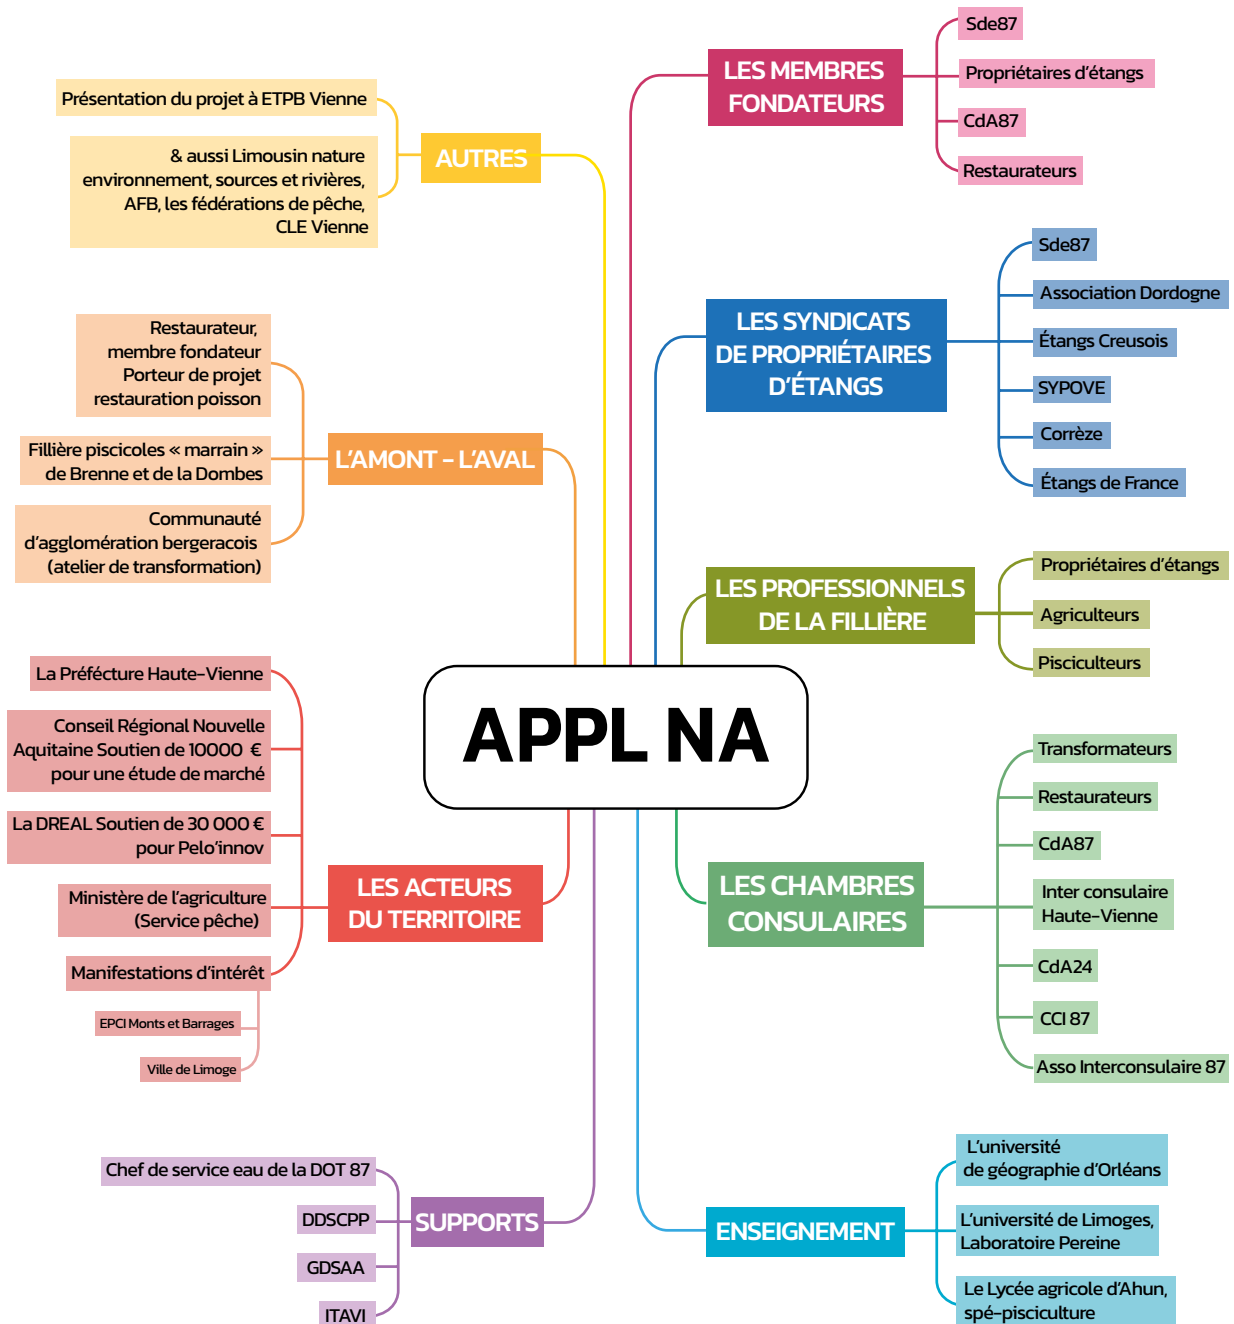 APPL NA
LES MEMBRES
FONDATEURS
Sde87
Propriétaires d'étangs
CdA87
Restaurateurs
LES SYNDICATS
DE PROPRIÉTAIRES
D'ÉTANGS
Sde87
Association Dordogne
Étangs Creusois
SYPOVE
Corrèze
Étangs de France
LES PROFESSIONNELS
DE LA FILLIÈRE
Propriétaires d'étangs
Agriculteurs
Pisciculteurs
LES CHAMBRES
CONSULAIRES
Transformateurs
Restaurateurs
CdA87
Inter consulaire
Haute-Vienne
CdA24
CCI 87
Asso Interconsulaire 87
ENSEIGNEMENT
L'université
de géographie d'Orléans
L'université de Limoges,
Laboratoire Pereine
Le Lycée agricole d'Ahun,
spé-pisciculture
AUTRES
Présentation du projet à ETPB Vienne
& aussi Limousin nature
environnement, sources et rivières,
AFB, les fédérations de pêche,
CLE Vienne
L'AMONT - L'AVAL
Restaurateur,
membre fondateur
Porteur de projet
restauration poisson
Fillière piscicoles « marrain »
de Brenne et de la Dombes
Communauté
d'agglomération bergeracois
(atelier de transformation)
LES ACTEURS
DU TERRITOIRE
La Préfécture Haute-Vienne
Conseil Régional Nouvelle
Aquitaine Soutien de 10000 €
pour une étude de marché
La DREAL Soutien de 30 000 €
pour Pelo'innov
Ministère de l'agriculture
(Service pêche)
Manifestations d'intérêt
EPCI Monts et Barrages
Ville de Limoge
SUPPORTS
Chef de service eau de la DOT 87
DDSCPP
GDSAA
ITAVI